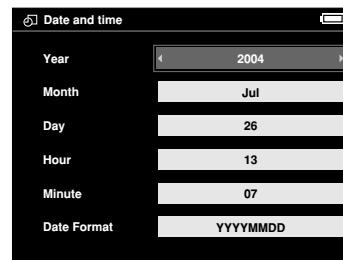 Date and time
Year 2004
Month Jul
Day 26
Hour 13
Minute 07
Date Format YYYYMMDD